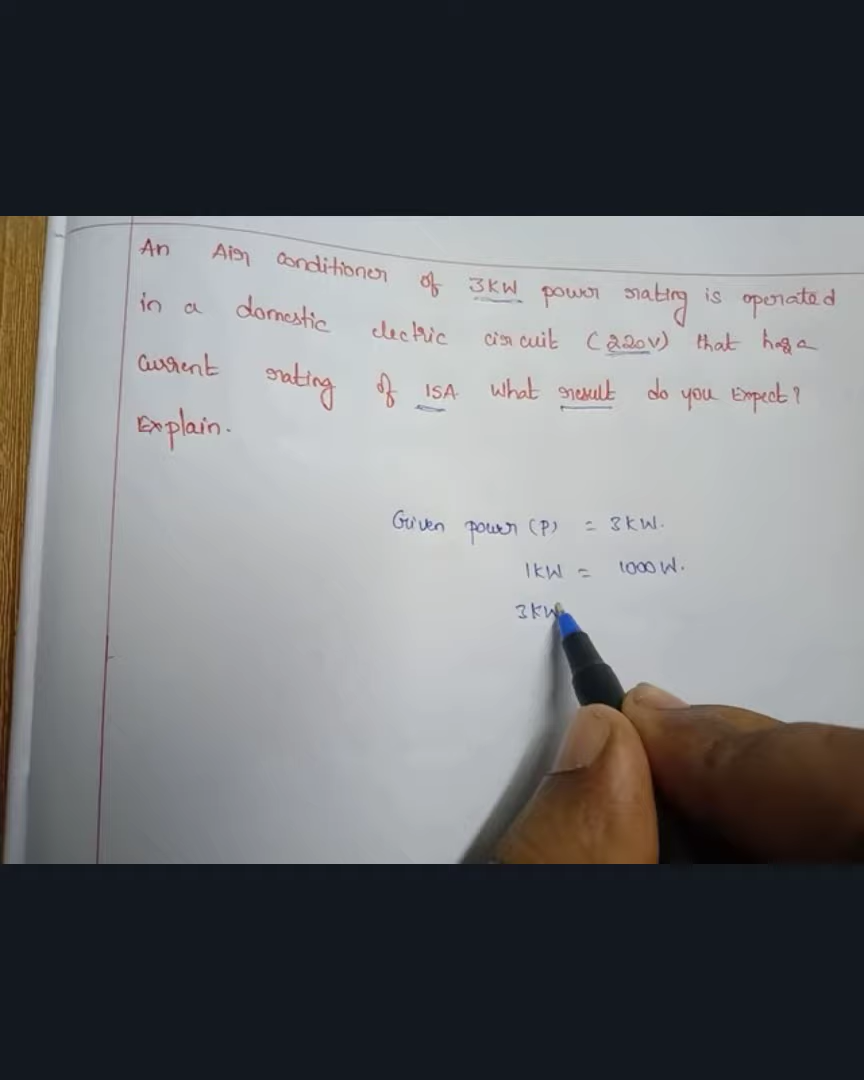 An Air conditioner of 3KW power rating is operated
in a domestic electric circuit (220V) that has a
current rating of 15A what result do you Expect?
Explain.
Given power (P) = 3KW.
1KW = 1000W.
3KW